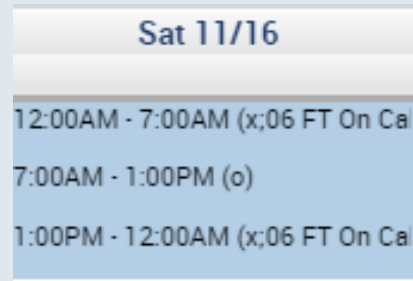 Sat 11/16
12:00AM - 7:00AM (x;06 FT On Cal
7:00AM - 1:00PM (o)
1:00PM - 12:00AM (x;06 FT On Cal